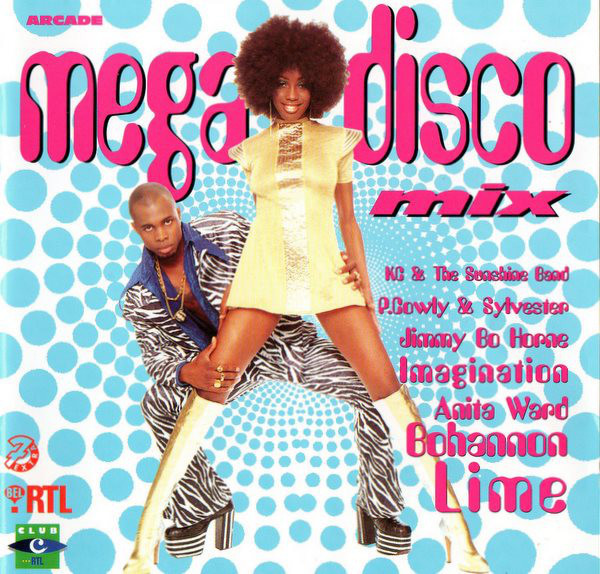 ARCADE
mega disco
mix
KC & The Sunshine Band
P.Cowly & Sylvester
Jimmy Bo Horne
Imagination
Anita Ward
Bohannon
Lime
BEL
RTL
CLUB
RTL